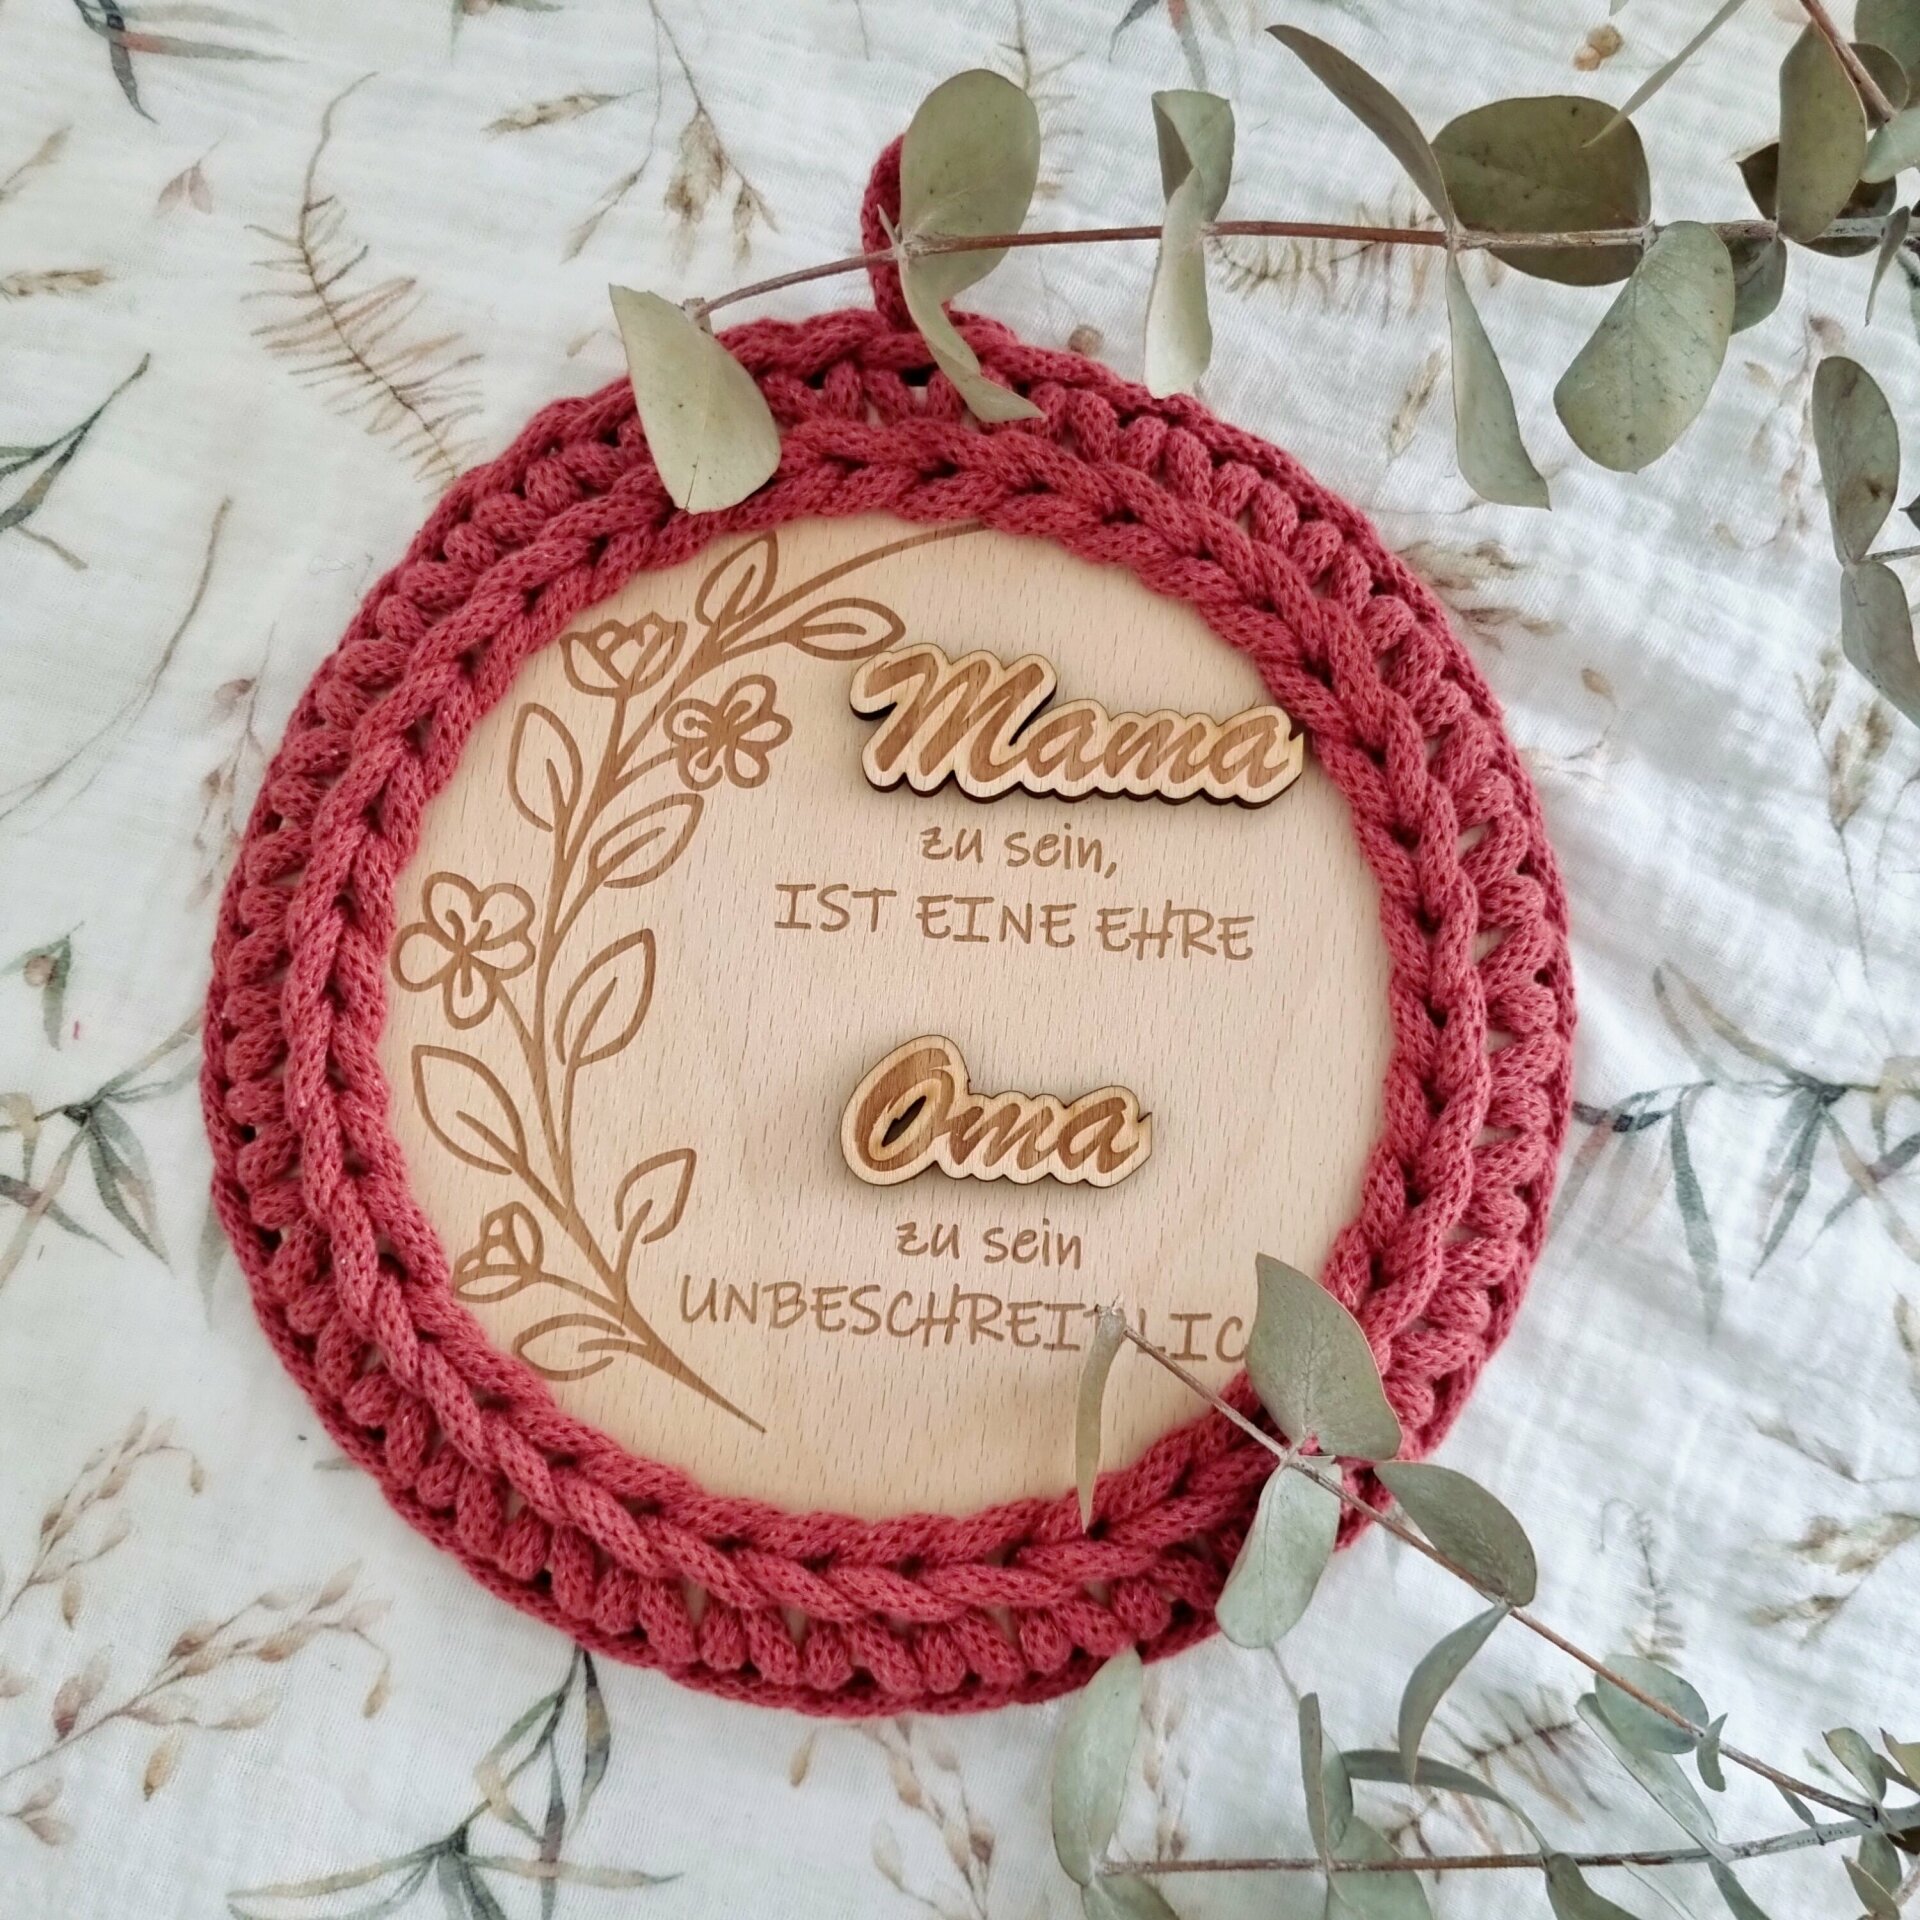 Mama
zu sein,
IST EINE EHRE
Oma
zu sein